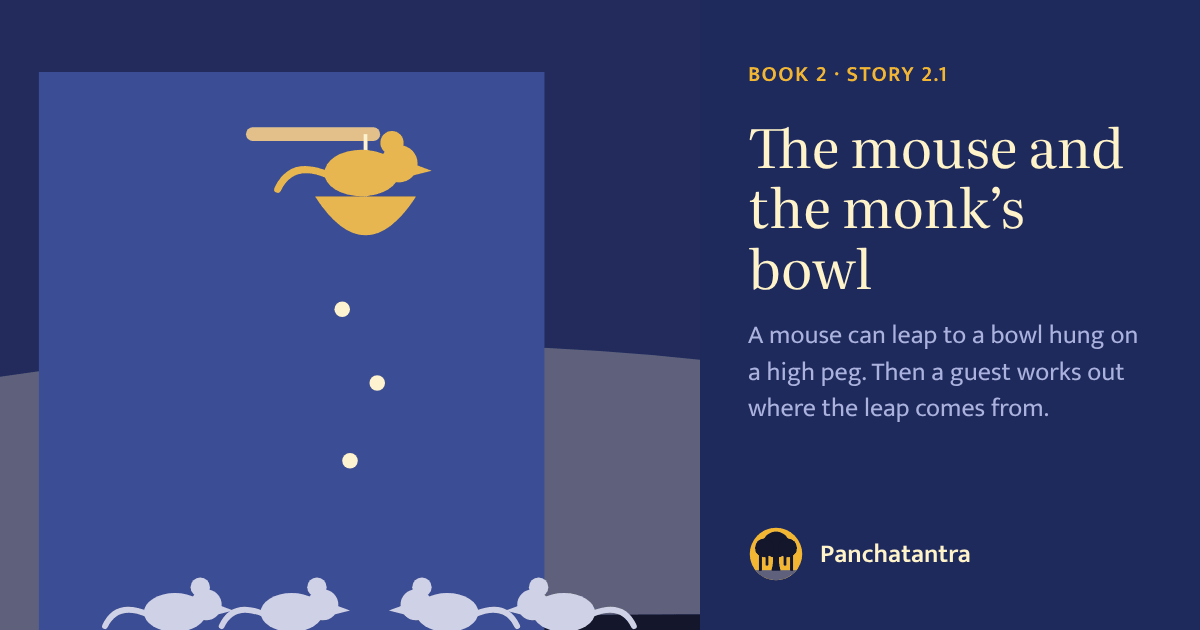 BOOK 2 · STORY 2.1
The mouse and
the monk’s
bowl
A mouse can leap to a bowl hung on
a high peg. Then a guest works out
where the leap comes from.
Panchatantra